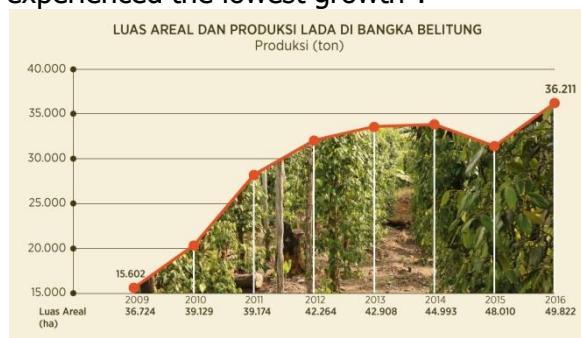 experienced the lowest growth ?
LUAS AREAL DAN PRODUKSI LADA DI BANGKA BELITUNG
Produksi (ton)
40.000
36.211
35.000
30.000
25.000
20.000
15.602
15.000
2009 2010 2011 2012 2013 2014 2015 2016
Luas Areal 36.724 39.129 39.174 42.264 42.908 44.993 48.010 49.822
(ha)